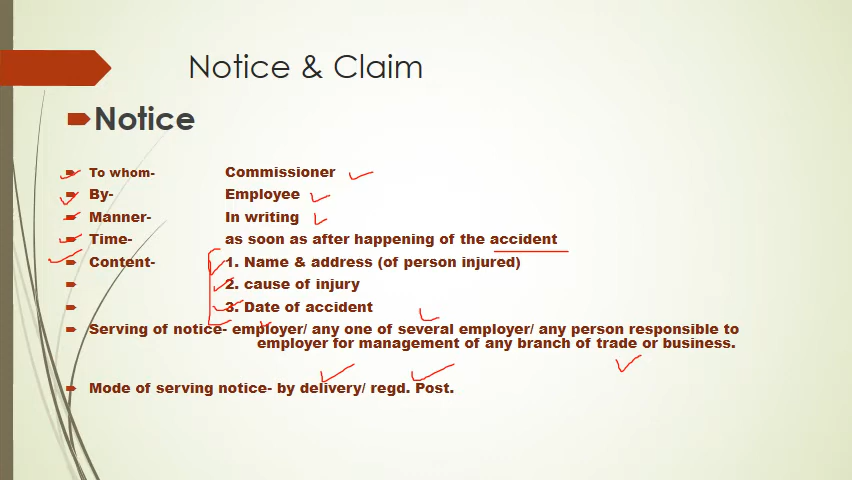 Notice & Claim
Notice
To whom- Commissioner
By- Employee
Manner- In writing
Time- as soon as after happening of the accident
Content- 1. Name & address (of person injured)
2. cause of injury
3. Date of accident
Serving of notice- employer/ any one of several employer/ any person responsible to
employer for management of any branch of trade or business.
Mode of serving notice- by delivery/ regd. Post.